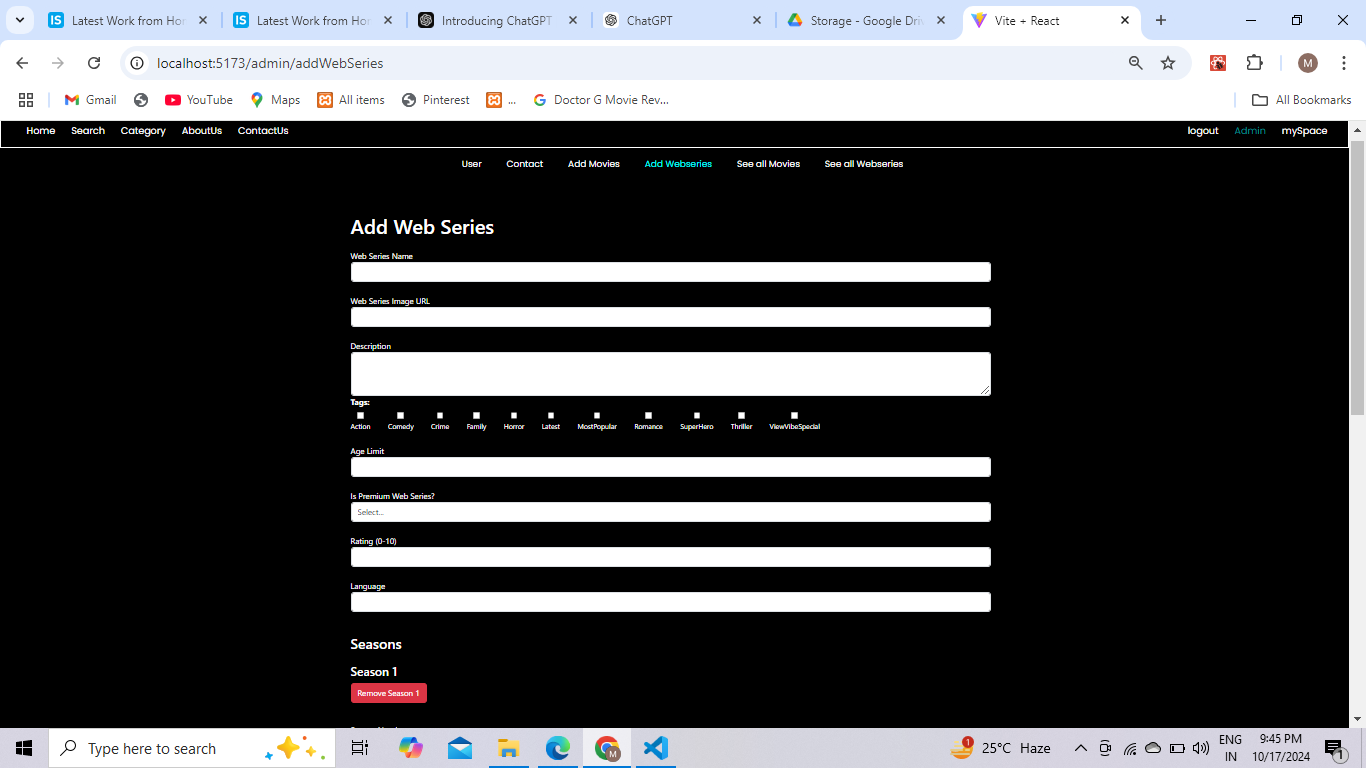 Latest Work from Hor
Latest Work from Hor
Introducing ChatGPT
ChatGPT
Storage - Google Dri
Vite + React
localhost:5173/admin/addWebSeries
M
Gmail
YouTube
Maps
All items
Pinterest
...
Doctor G Movie Rev...
All Bookmarks
Home Search Category AboutUs ContactUs
logout Admin mySpace
User Contact Add Movies Add Webseries See all Movies See all Webseries
Add Web Series
Web Series Name
Web Series Image URL
Description
Tags:
Action Comedy Crime Family Horror Latest MostPopular Romance SuperHero Thriller ViewVibeSpecial
Age Limit
Is Premium Web Series?
Select...
Rating (0-10)
Language
Seasons
Season 1
Remove Season 1
Type here to search
25°C Haze
ENG
IN
9:45 PM
10/17/2024